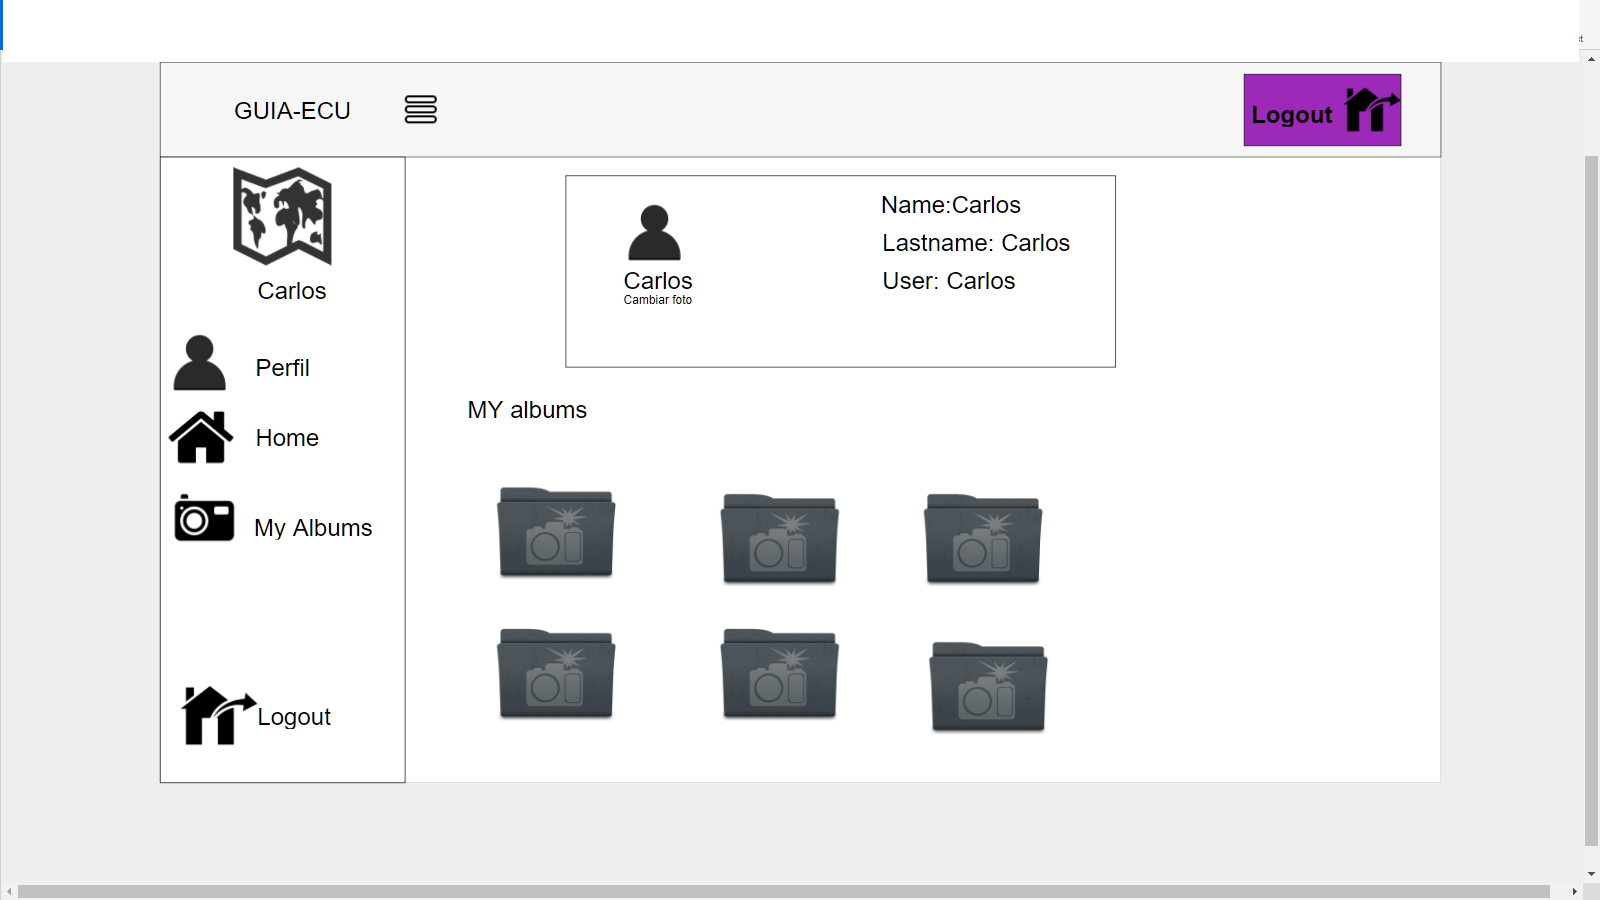 GUIA-ECU
Logout
Carlos
Perfil
Home
My Albums
Logout
Carlos
Cambiar foto
Name:Carlos
Lastname: Carlos
User: Carlos
MY albums